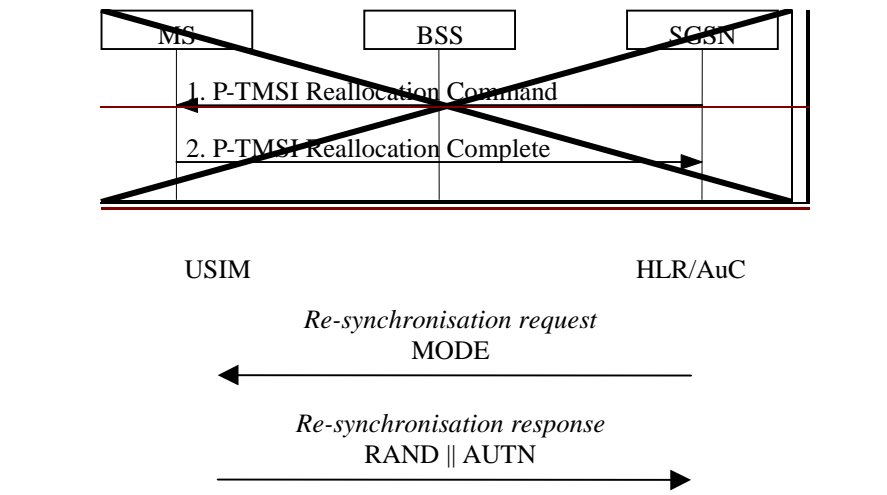 MS BSS SGSN
1. P-TMSI Reallocation Command
2. P-TMSI Reallocation Complete
USIM HLR/AuC
Re-synchronisation request
MODE
Re-synchronisation response
RAND || AUTN